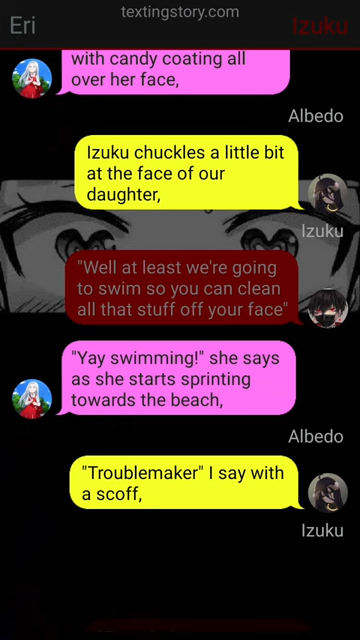 textingstory.com
Eri
Izuku
with candy coating all
over her face,
Albedo
Izuku chuckles a little bit
at the face of our
daughter,
Izuku
"Well at least we're going
to swim so you can clean
all that stuff off your face"
"Yay swimming!" she says
as she starts sprinting
towards the beach,
Albedo
"Troublemaker" I say with
a scoff,
Izuku